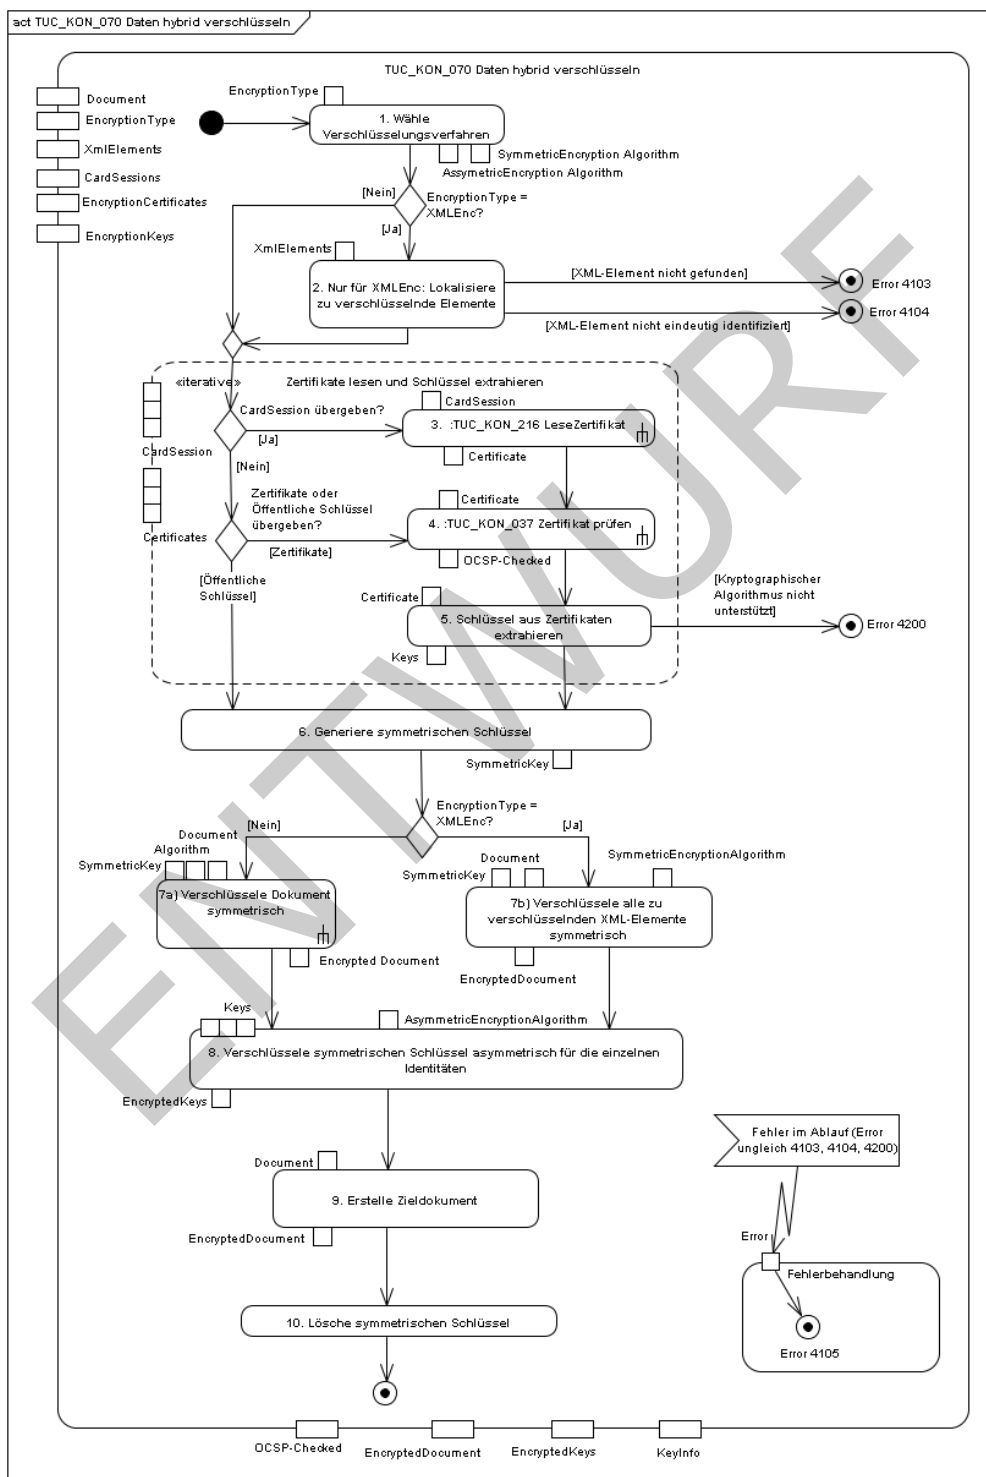 act TUC_KON_070 Daten hybrid verschlüsseln
TUC_KON_070 Daten hybrid verschlüsseln
Document
EncryptionType
XmlElements
CardSessions
EncryptionCertificates
EncryptionKeys
EncryptionType
1. Wähle
Verschlüsselungsverfahren
SymmetricEncryption Algorithm
AssymetricEncryption Algorithm
[Nein]
EncryptionType =
XMLEnc?
[Ja]
XmlElements
2. Nur für XMLEnc: Lokalisiere
zu verschlüsselnde Elemente
[XML-Element nicht gefunden]
Error 4103
Error 4104
[XML-Element nicht eindeutig identifiziert]
«iterative»
Zertifikate lesen und Schlüssel extrahieren
CardSession übergeben?
CardSession
[Ja]
3. :TUC_KON_216 LeseZertifikat
CardSession
[Nein]
Certificate
Zertifikate oder
Öffentliche Schlüssel
übergeben?
Certificate
Certificates
4. :TUC_KON_037 Zertifikat prüfen
[Zertifikate]
OCSP-Checked
[Öffentliche
Schlüssel]
Certificate
5. Schlüssel aus Zertifikaten
extrahieren
Keys
[Kryptographischer
Algorithmus nicht
unterstützt]
Error 4200
6. Generiere symmetrischen Schlüssel
SymmetricKey
EncryptionType =
XMLEnc?
[Nein]
[Ja]
Document
Algorithm
SymmetricKey
7a) Verschlüssele Dokument
symmetrisch
Encrypted Document
Document
SymmetricKey
SymmetricEncryptionAlgorithm
7b) Verschlüssele alle zu
verschlüsselnden XML-Elemente
symmetrisch
EncryptedDocument
Keys
AsymmetricEncryptionAlgorithm
8. Verschlüssele symmetrischen Schlüssel asymmetrisch für die einzelnen
Identitäten
EncryptedKeys
Document
9. Erstelle Zieldokument
EncryptedDocument
10. Lösche symmetrischen Schlüssel
Fehler im Ablauf (Error
ungleich 4103, 4104, 4200)
Error
Fehlerbehandlung
Error 4105
OCSP-Checked
EncryptedDocument
EncryptedKeys
KeyInfo
ENTWURF